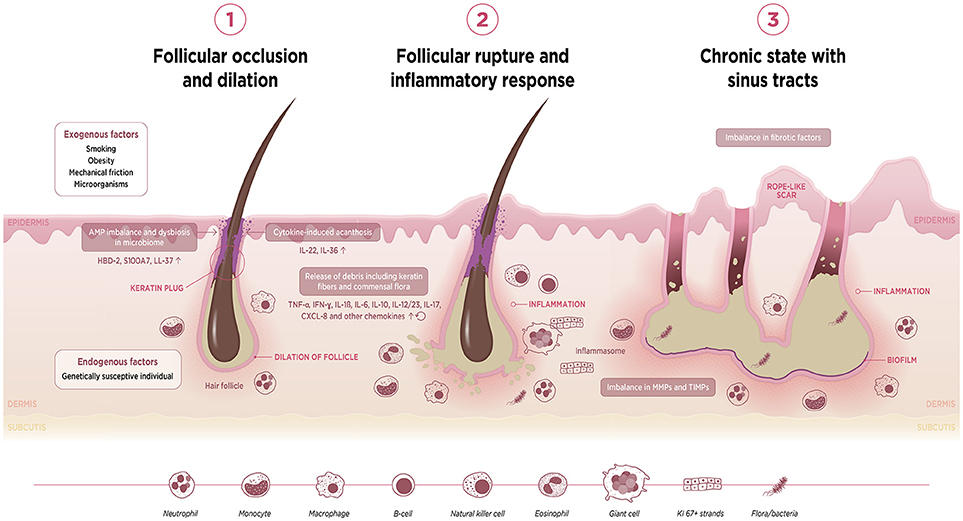 1
Follicular occlusion
and dilation
2
Follicular rupture and
inflammatory response
3
Chronic state with
sinus tracts
Exogenous factors
Smoking
Obesity
Mechanical friction
Microorganisms
Imbalance in fibrotic factors
ROPE-LIKE
SCAR
EPIDERMIS
EPIDERMIS
AMP imbalance and dysbiosis
in microbiome
HBD-2, S100A7, LL-37 ↑
Cytokine-induced acanthosis
IL-22, IL-36 ↑
KERATIN PLUG
Release of debris including keratin
fibers and commensal flora
TNF-α, IFN-γ, IL-1ß, IL-6, IL-10, IL-12/23, IL-17,
CXCL-8 and other chemokines ↑
INFLAMMATION
INFLAMMATION
Inflammasome
Endogenous factors
Genetically susceptive individual
DILATION OF FOLLICLE
Hair follicle
BIOFILM
Imbalance in MMPs and TIMPs
DERMIS
DERMIS
SUBCUTIS
SUBCUTIS
Neutrophil
Monocyte
Macrophage
B-cell
Natural killer cell
Eosinophil
Giant cell
Ki 67+ strands
Flora/bacteria